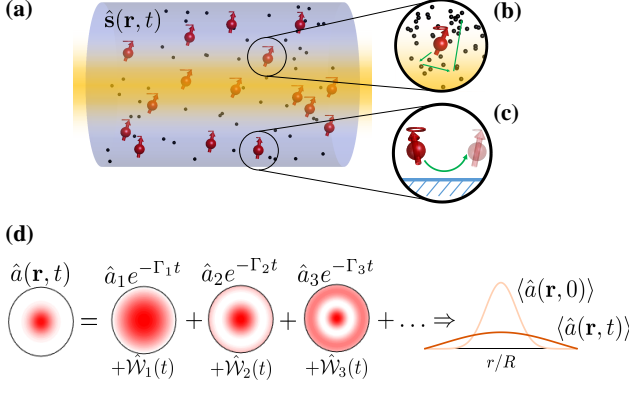 (a)
ŝ(r, t)
(b)
(c)
(d)
â(r, t) = â₁e^{−Γ₁t} + â₂e^{−Γ₂t} + â₃e^{−Γ₃t} + … ⇒
+Ŵ₁(t) +Ŵ₂(t) +Ŵ₃(t)
⟨â(r, 0)⟩
⟨â(r, t)⟩
r/R